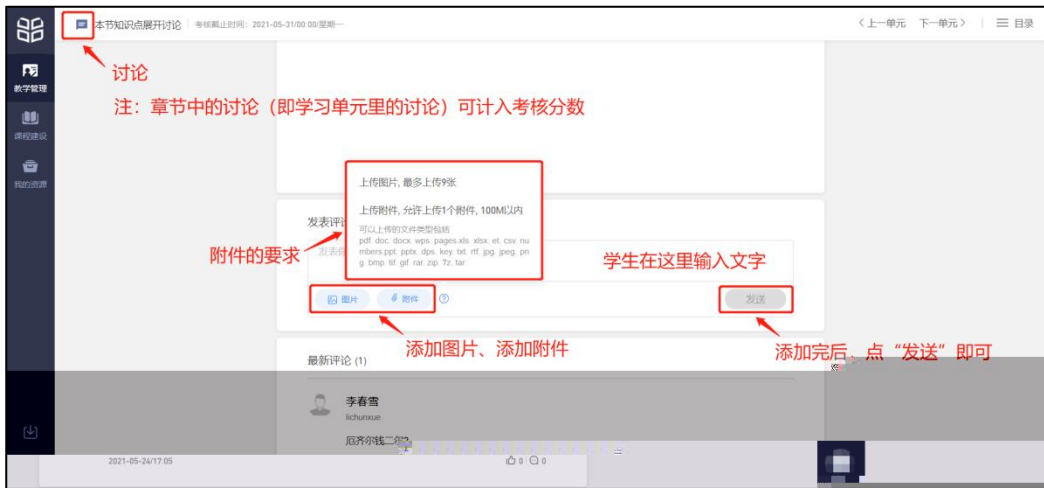 本节知识点展开讨论 考核截止时间：2021-05-31/00:00/星期一
〈 上一单元 下一单元 〉 目录
讨论
教学管理
注：章节中的讨论（即学习单元里的讨论）可计入考核分数
课程建设
我的资源
上传图片, 最多上传9张
上传附件, 允许上传1个附件, 100M以内
发表评
可以上传的文件类型包括
pdf doc. docx. wps. pages.xls. xlsx. et. csv. nu
mbers.ppt. pptx. dps. key. txt. rtf. jpg. jpeg. pn
g. bmp. tif. gif. rar. zip. 7z. tar
附件的要求
学生在这里输入文字
图片 附件
发送
添加图片、添加附件
添加完后，点“发送”即可
最新评论 (1)
李春雪
lichunxue
2021-05-24/17:05
0 0